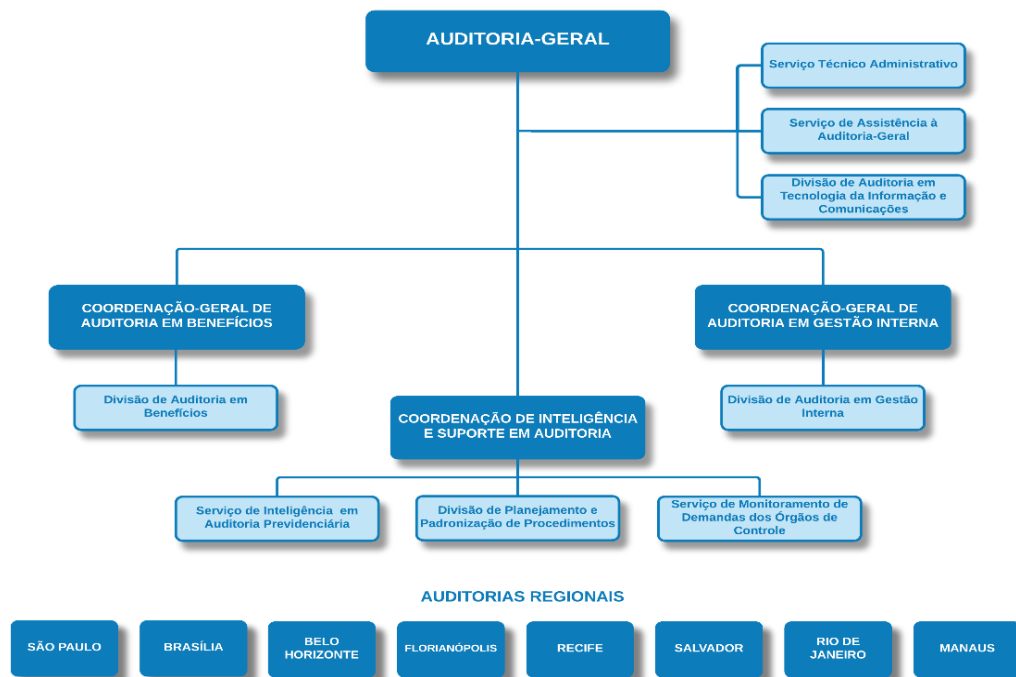 AUDITORIA-GERAL
Serviço Técnico Administrativo
Serviço de Assistência à
Auditoria-Geral
Divisão de Auditoria em
Tecnologia da Informação e
Comunicações
COORDENAÇÃO-GERAL DE
AUDITORIA EM BENEFÍCIOS
COORDENAÇÃO-GERAL DE
AUDITORIA EM GESTÃO INTERNA
Divisão de Auditoria em
Benefícios
Divisão de Auditoria em Gestão
Interna
COORDENAÇÃO DE INTELIGÊNCIA
E SUPORTE EM AUDITORIA
Serviço de Inteligência em
Auditoria Previdenciária
Divisão de Planejamento e
Padronização de Procedimentos
Serviço de Monitoramento de
Demandas dos Órgãos de
Controle
AUDITORIAS REGIONAIS
SÃO PAULO
BRASÍLIA
BELO
HORIZONTE
FLORIANÓPOLIS
RECIFE
SALVADOR
RIO DE
JANEIRO
MANAUS